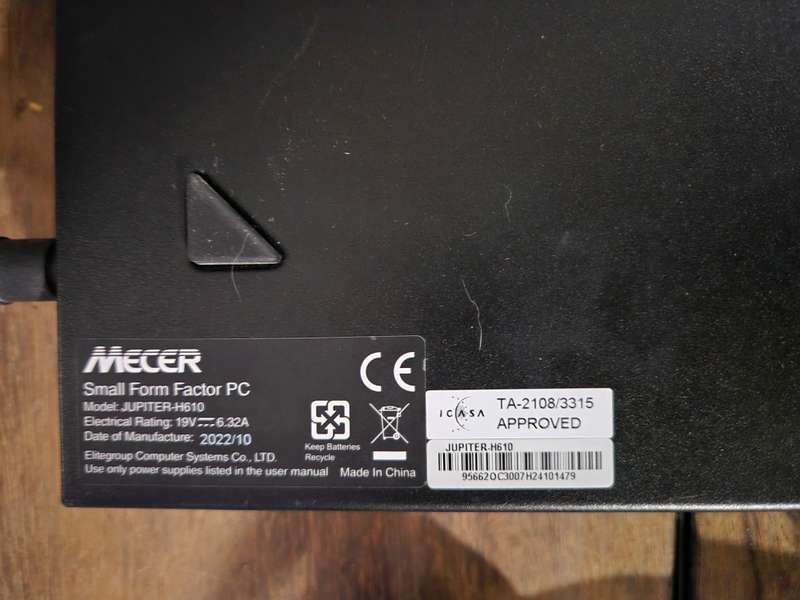 MECER
Small Form Factor PC
Model: JUPITER-H610
Electrical Rating: 19V⎓6.32A
Date of Manufacture: 2022/10
Elitegroup Computer Systems Co., LTD.
Use only power supplies listed in the user manual
CE
Keep Batteries
Recycle
Made In China
ICASA
TA-2108/3315
APPROVED
JUPITER-H610
95662OC3007H24101479